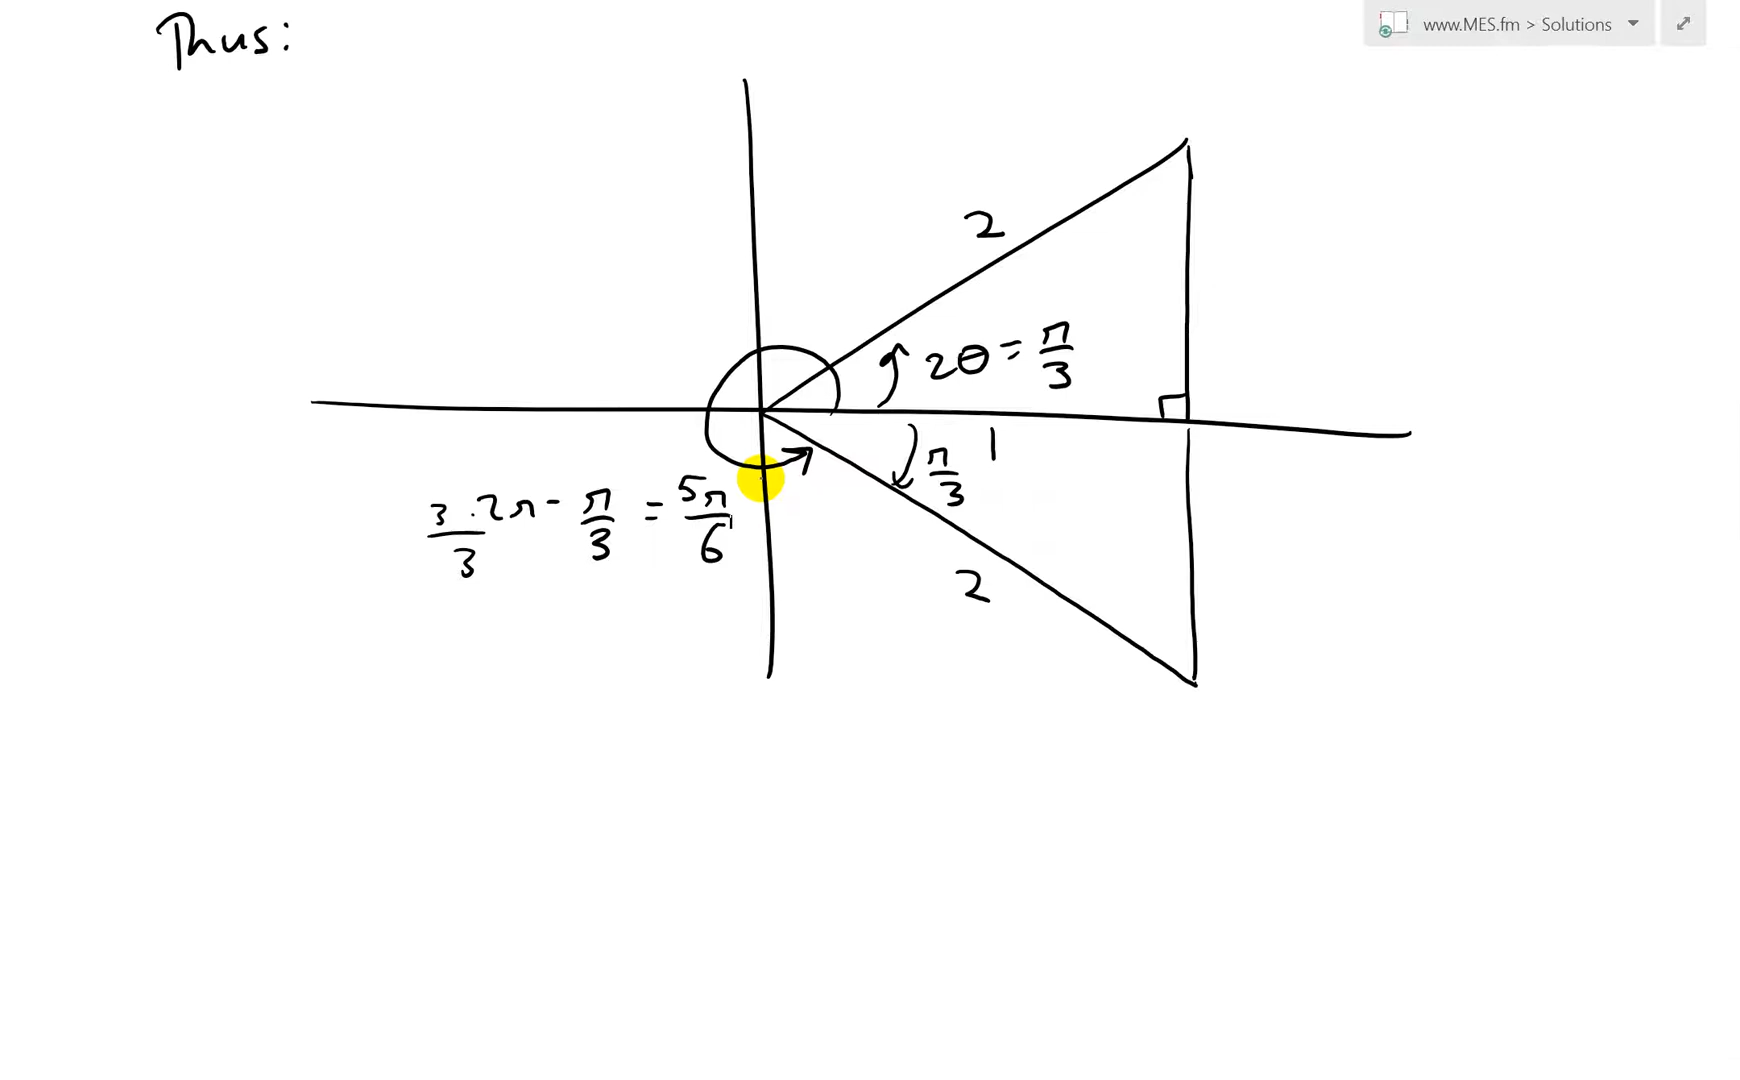 Thus:
www.MES.fm > Solutions
2
2θ = π/3
1
π/3
3/3 · 2π - π/3 = 5π/6
2